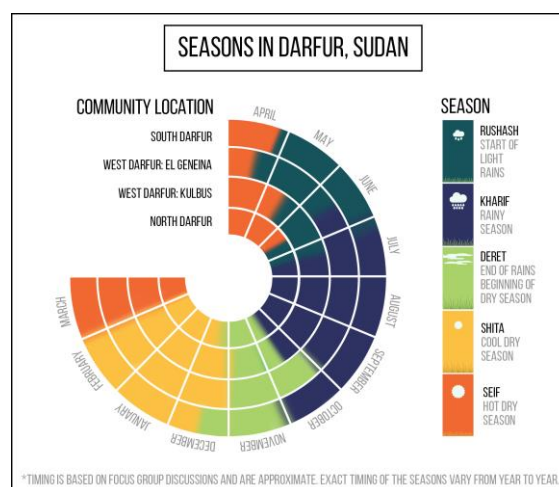 SEASONS IN DARFUR, SUDAN
COMMUNITY LOCATION
SOUTH DARFUR
WEST DARFUR: EL GENEINA
WEST DARFUR: KULBUS
NORTH DARFUR
APRIL
MAY
JUNE
JULY
AUGUST
SEPTEMBER
OCTOBER
NOVEMBER
DECEMBER
JANUARY
FEBRUARY
MARCH
SEASON
RUSHASH
START OF
LIGHT
RAINS
KHARIF
RAINY
SEASON
DERET
END OF RAINS
BEGINNING OF
DRY SEASON
SHITA
COOL DRY
SEASON
SEIF
HOT DRY
SEASON
*TIMING IS BASED ON FOCUS GROUP DISCUSSIONS AND ARE APPROXIMATE. EXACT TIMING OF THE SEASONS VARY FROM YEAR TO YEAR.